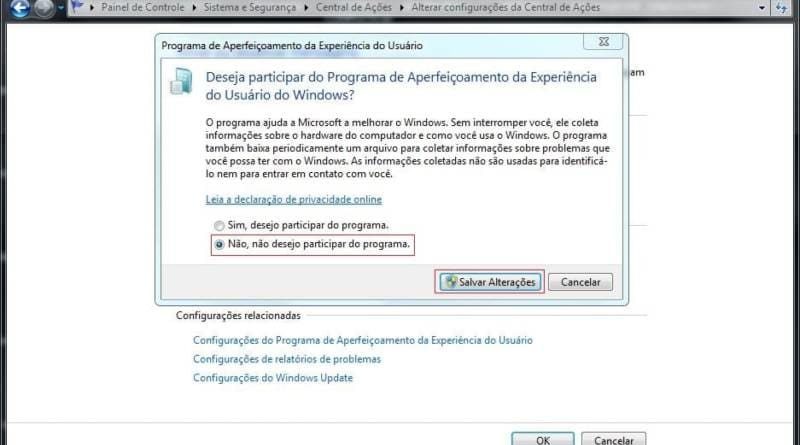 Painel de Controle ▸ Sistema e Segurança ▸ Central de Ações ▸ Alterar configurações da Central de Ações
Programa de Aperfeiçoamento da Experiência do Usuário
Deseja participar do Programa de Aperfeiçoamento da Experiência
do Usuário do Windows?
O programa ajuda a Microsoft a melhorar o Windows. Sem interromper você, ele coleta
informações sobre o hardware do computador e como você usa o Windows. O programa
também baixa periodicamente um arquivo para coletar informações sobre problemas que
você possa ter com o Windows. As informações coletadas não são usadas para identificá-
lo nem para entrar em contato com você.
Leia a declaração de privacidade online
Sim, desejo participar do programa.
Não, não desejo participar do programa.
Salvar Alterações
Cancelar
Configurações relacionadas
Configurações do Programa de Aperfeiçoamento da Experiência do Usuário
Configurações de relatórios de problemas
Configurações do Windows Update
OK
Cancelar